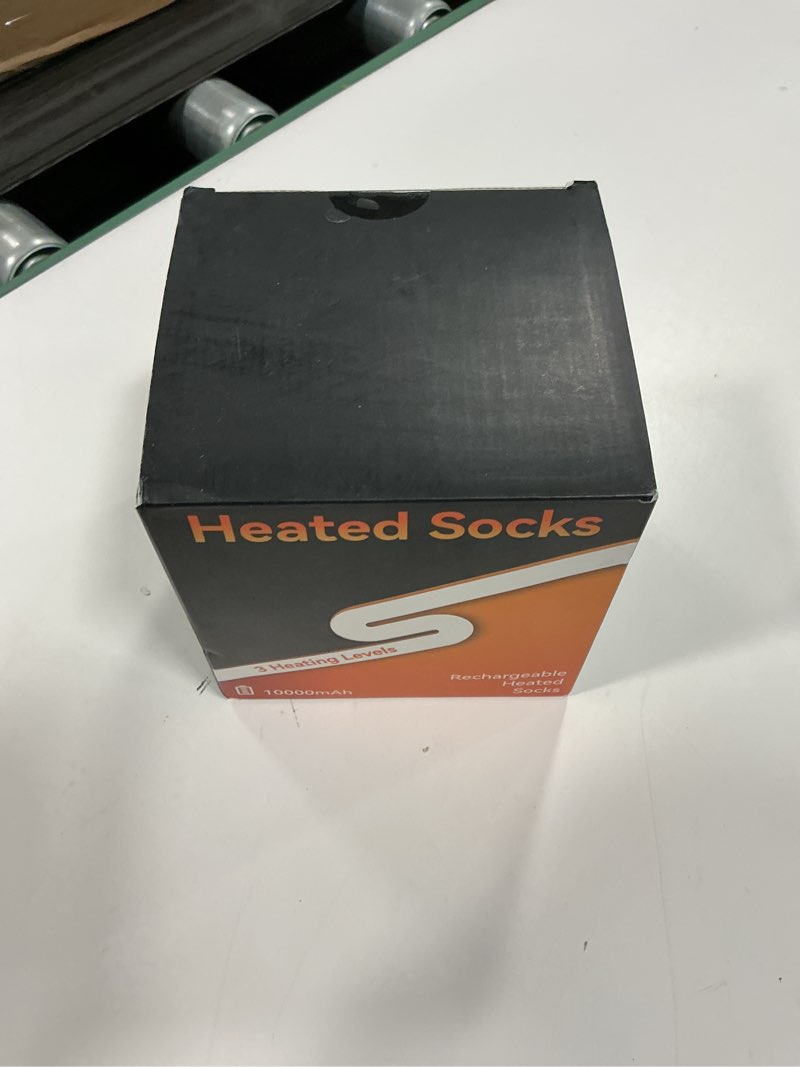 Heated Socks
3 Heating Levels
10000mAh
Rechargeable
Heated
Socks